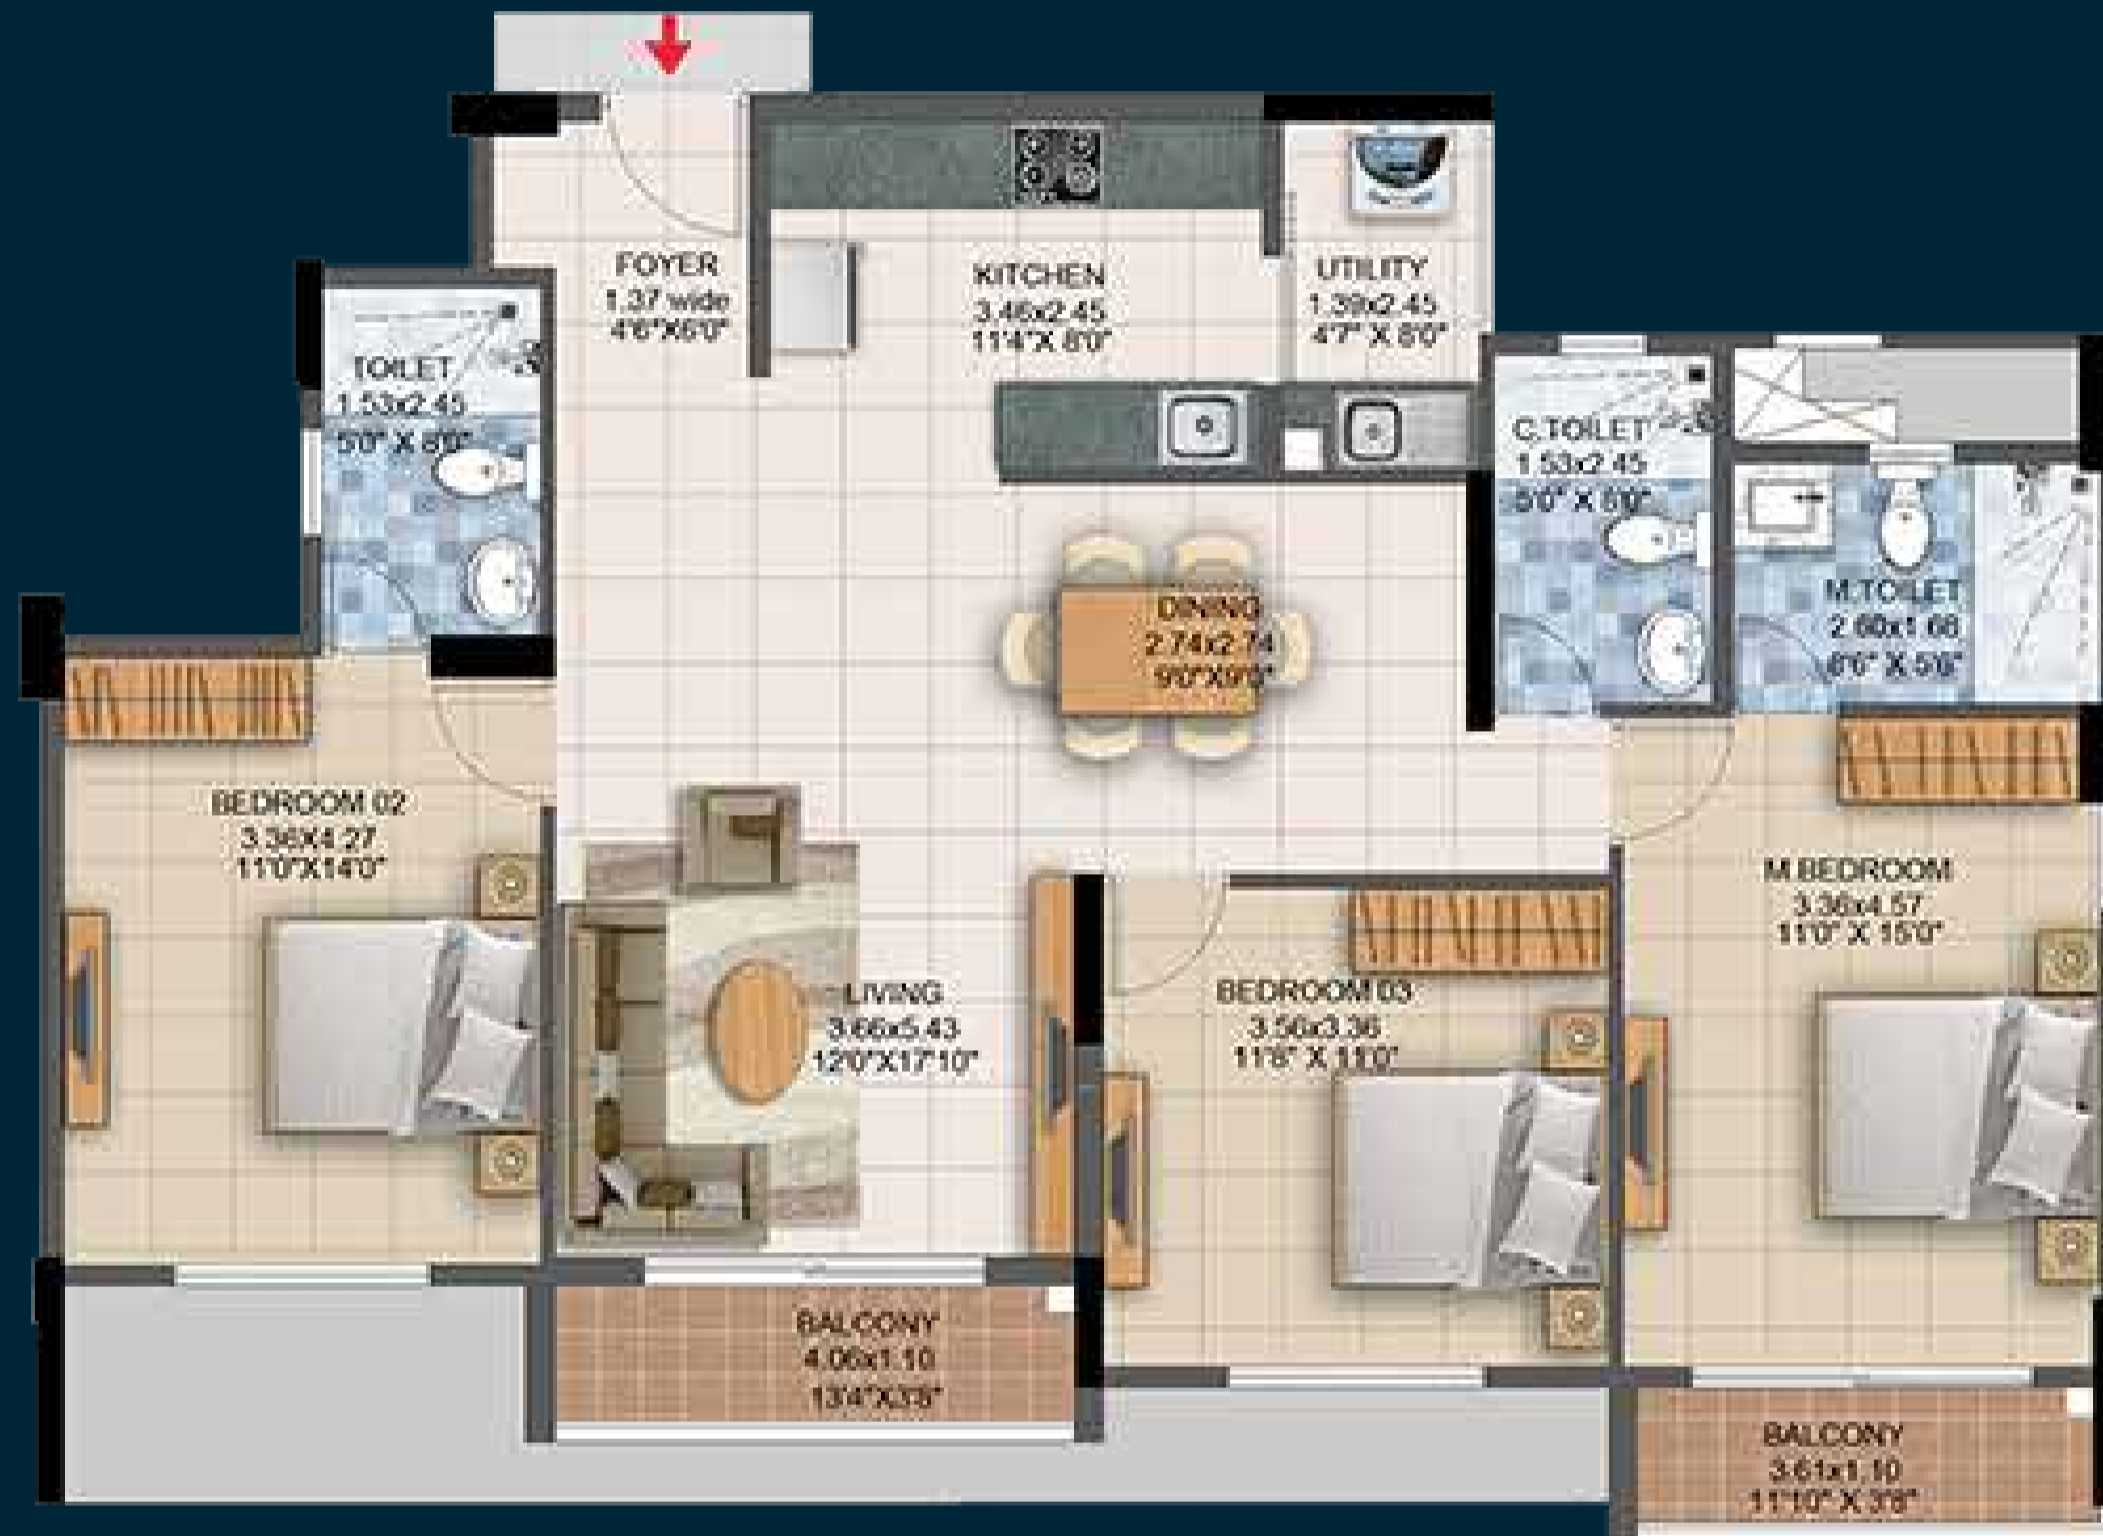 FOYER
1.37 wide
4'6"X6'0"
KITCHEN
3.46x2.45
11'4"X 8'0"
UTILITY
1.39x2.45
4'7" X 8'0"
TOILET
1.53x2.45
5'0" X 8'0"
C.TOILET
1.53x2.45
5'0" X 8'0"
M.TOILET
2.60x1.68
8'6" X 5'6"
DINING
2.74x2.74
9'0"X9'0"
BEDROOM 02
3.36X4.27
11'0"X14'0"
M.BEDROOM
3.36x4.57
11'0" X 15'0"
LIVING
3.66x5.43
12'0"X17'10"
BEDROOM 03
3.56x3.36
11'8" X 11'0"
BALCONY
4.06x1.10
13'4"X3'8"
BALCONY
3.61x1.10
11'10" X 3'8"